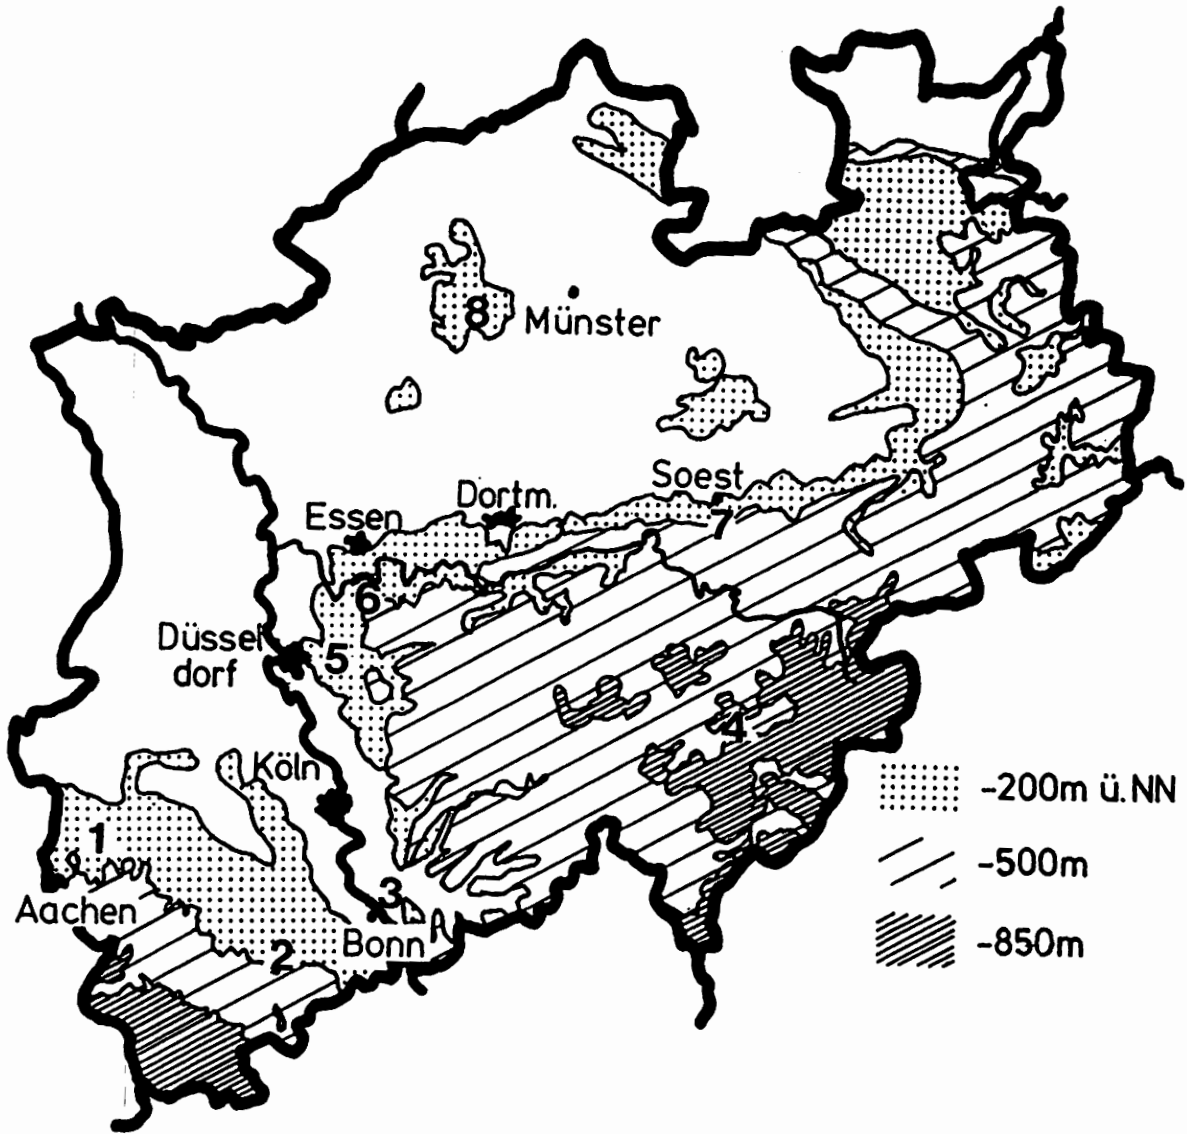 8
Münster
Soest
Dortm.
Essen
7
6
Düssel
dorf
5
4
Köln
-200m ü.NN
1
-500m
3
Aachen
Bonn
-850m
2